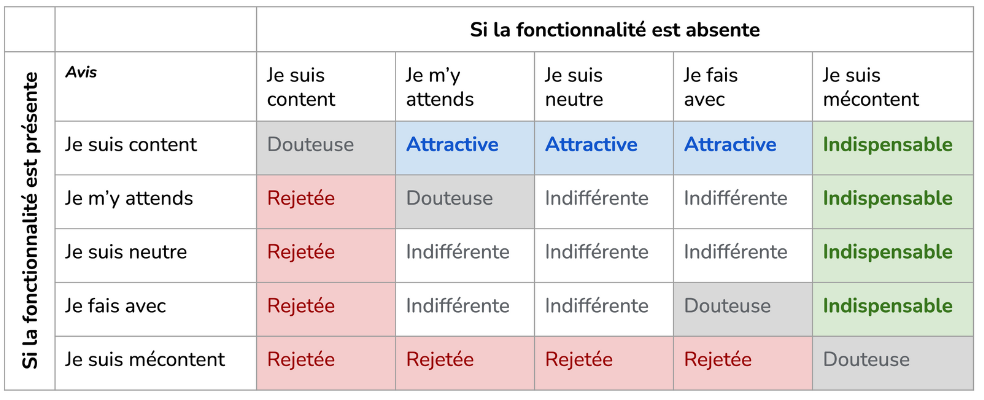 Si la fonctionnalité est absente
Si la fonctionnalité est présente
Avis
Je suis
content
Je m’y
attends
Je suis
neutre
Je fais
avec
Je suis
mécontent
Je suis content
Douteuse
Attractive
Attractive
Attractive
Indispensable
Je m’y attends
Rejetée
Douteuse
Indifférente
Indifférente
Indispensable
Je suis neutre
Rejetée
Indifférente
Indifférente
Indifférente
Indispensable
Je fais avec
Rejetée
Indifférente
Indifférente
Douteuse
Indispensable
Je suis mécontent
Rejetée
Rejetée
Rejetée
Rejetée
Douteuse